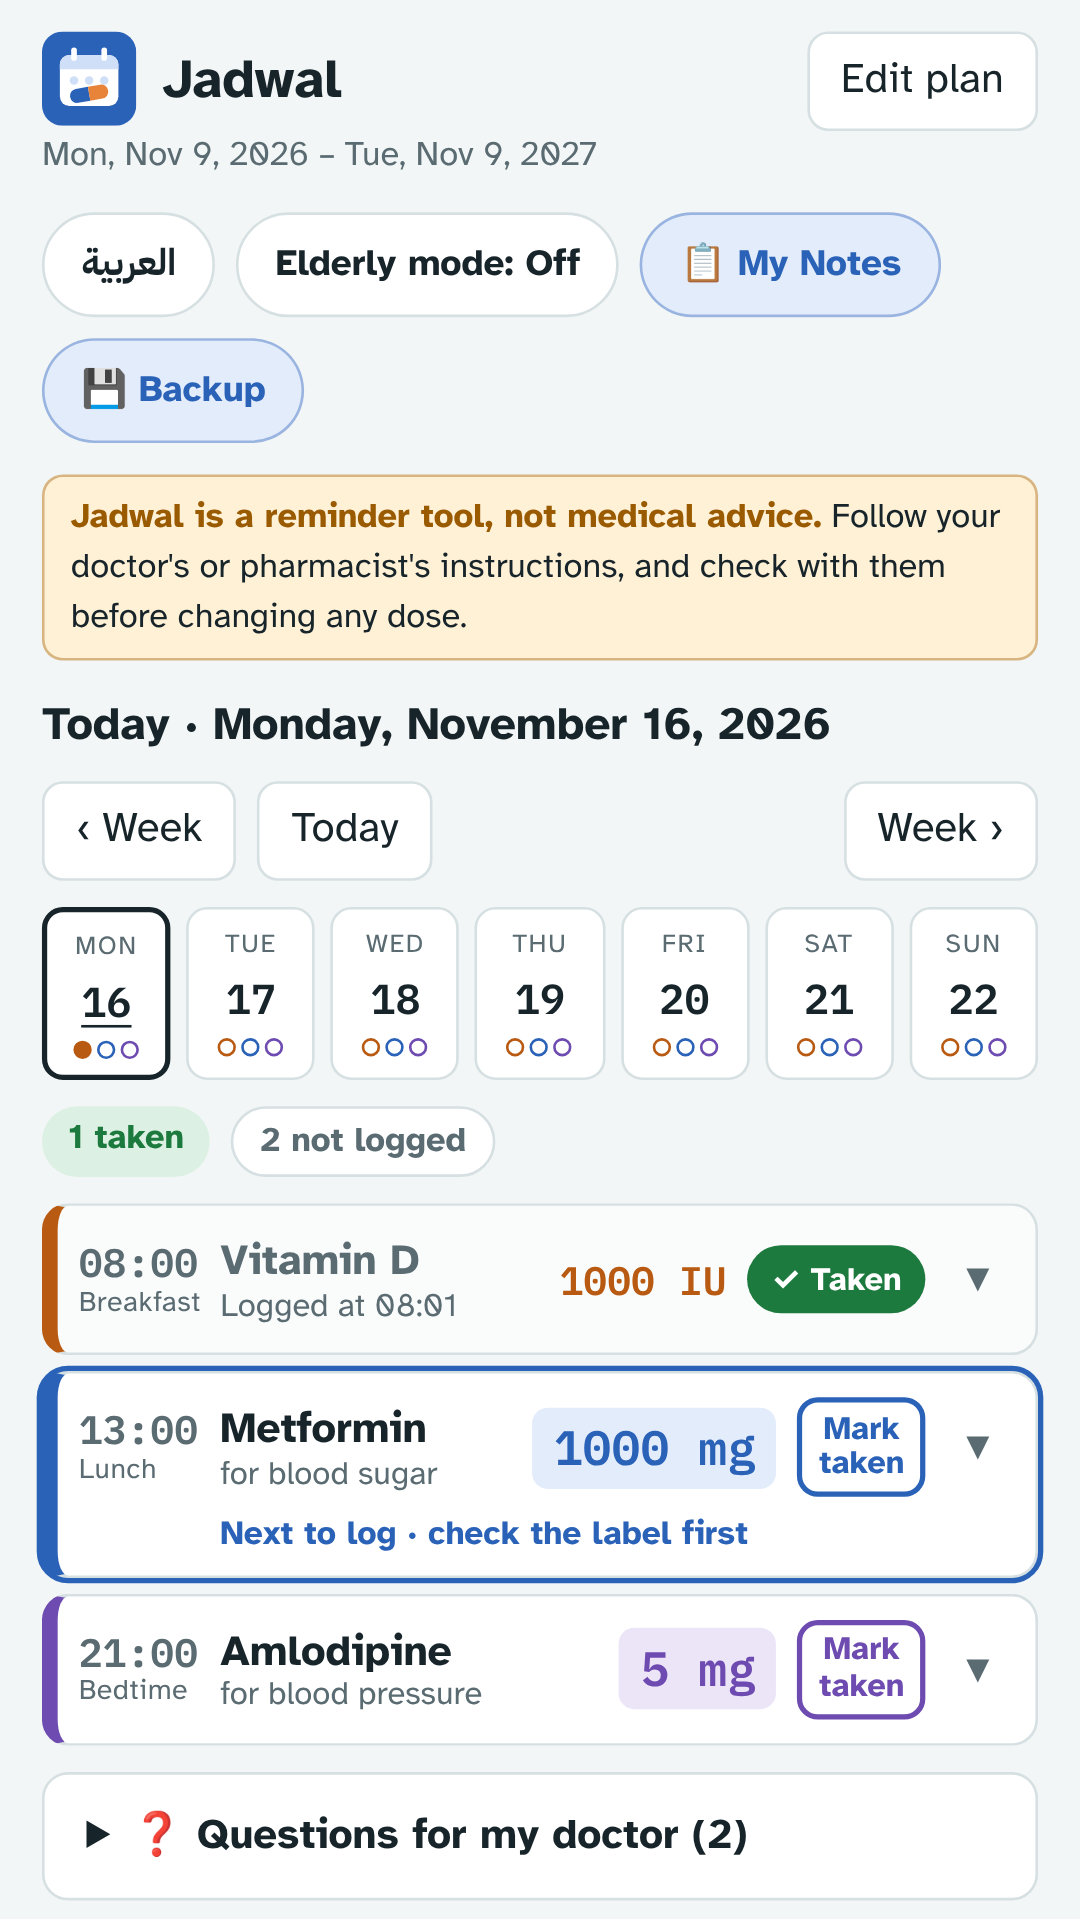 Jadwal
Edit plan
Mon, Nov 9, 2026 – Tue, Nov 9, 2027
العربية
Elderly mode: Off
📋 My Notes
💾 Backup
Jadwal is a reminder tool, not medical advice. Follow your
doctor's or pharmacist's instructions, and check with them
before changing any dose.
Today · Monday, November 16, 2026
‹ Week
Today
Week ›
MON
TUE
WED
THU
FRI
SAT
SUN
16
17
18
19
20
21
22
1 taken
2 not logged
08:00
Breakfast
Vitamin D
Logged at 08:01
1000 IU
✓ Taken
▼
13:00
Lunch
Metformin
for blood sugar
1000 mg
Mark
taken
▼
Next to log · check the label first
21:00
Bedtime
Amlodipine
for blood pressure
5 mg
Mark
taken
▼
▶ ❓ Questions for my doctor (2)